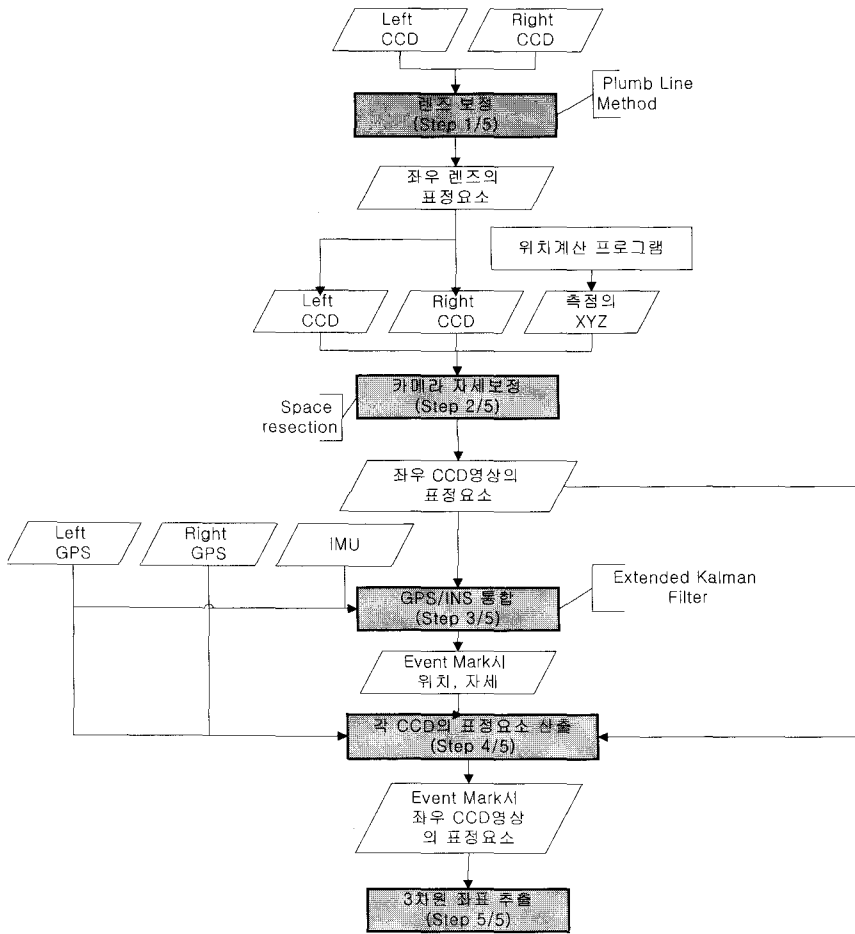 Left
CCD
Right
CCD
렌즈 보정
(Step 1/5)
Plumb Line
Method
좌우 렌즈의
표정요소
위치계산 프로그램
Left
CCD
Right
CCD
측점의
XYZ
카메라 자세보정
(Step 2/5)
Space
resection
좌우 CCD영상의
표정요소
Left
GPS
Right
GPS
IMU
GPS/INS 통합
(Step 3/5)
Extended Kalman
Filter
Event Mark시
위치, 자세
각 CCD의 표정요소 산출
(Step 4/5)
Event Mark시
좌우 CCD영상
의 표정요소
3차원 좌표 추출
(Step 5/5)